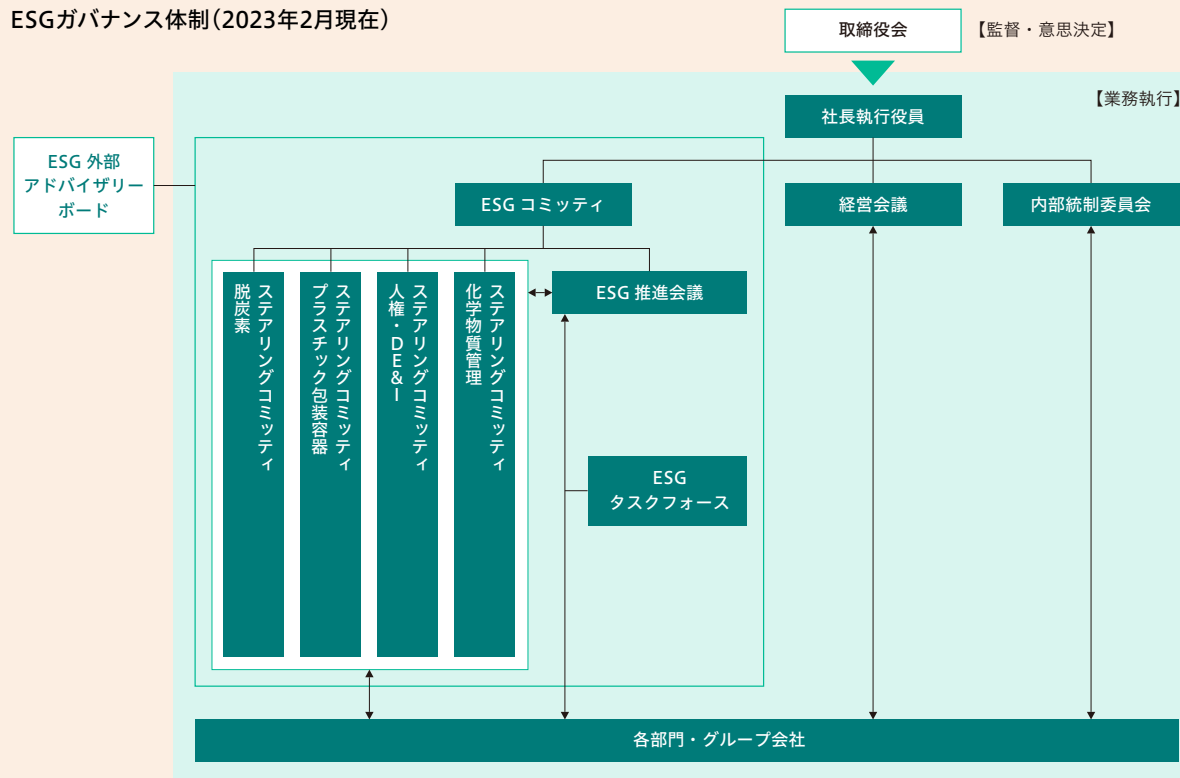 ESGガバナンス体制（2023年2月現在）
取締役会
【監督・意思決定】
【業務執行】
社長執行役員
ESG 外部
アドバイザリー
ボード
ESG コミッティ
経営会議
内部統制委員会
脱炭素
ステアリングコミッティ
プラスチック包装容器
ステアリングコミッティ
人権・DE&I
ステアリングコミッティ
化学物質管理
ステアリングコミッティ
ESG 推進会議
ESG
タスクフォース
各部門・グループ会社